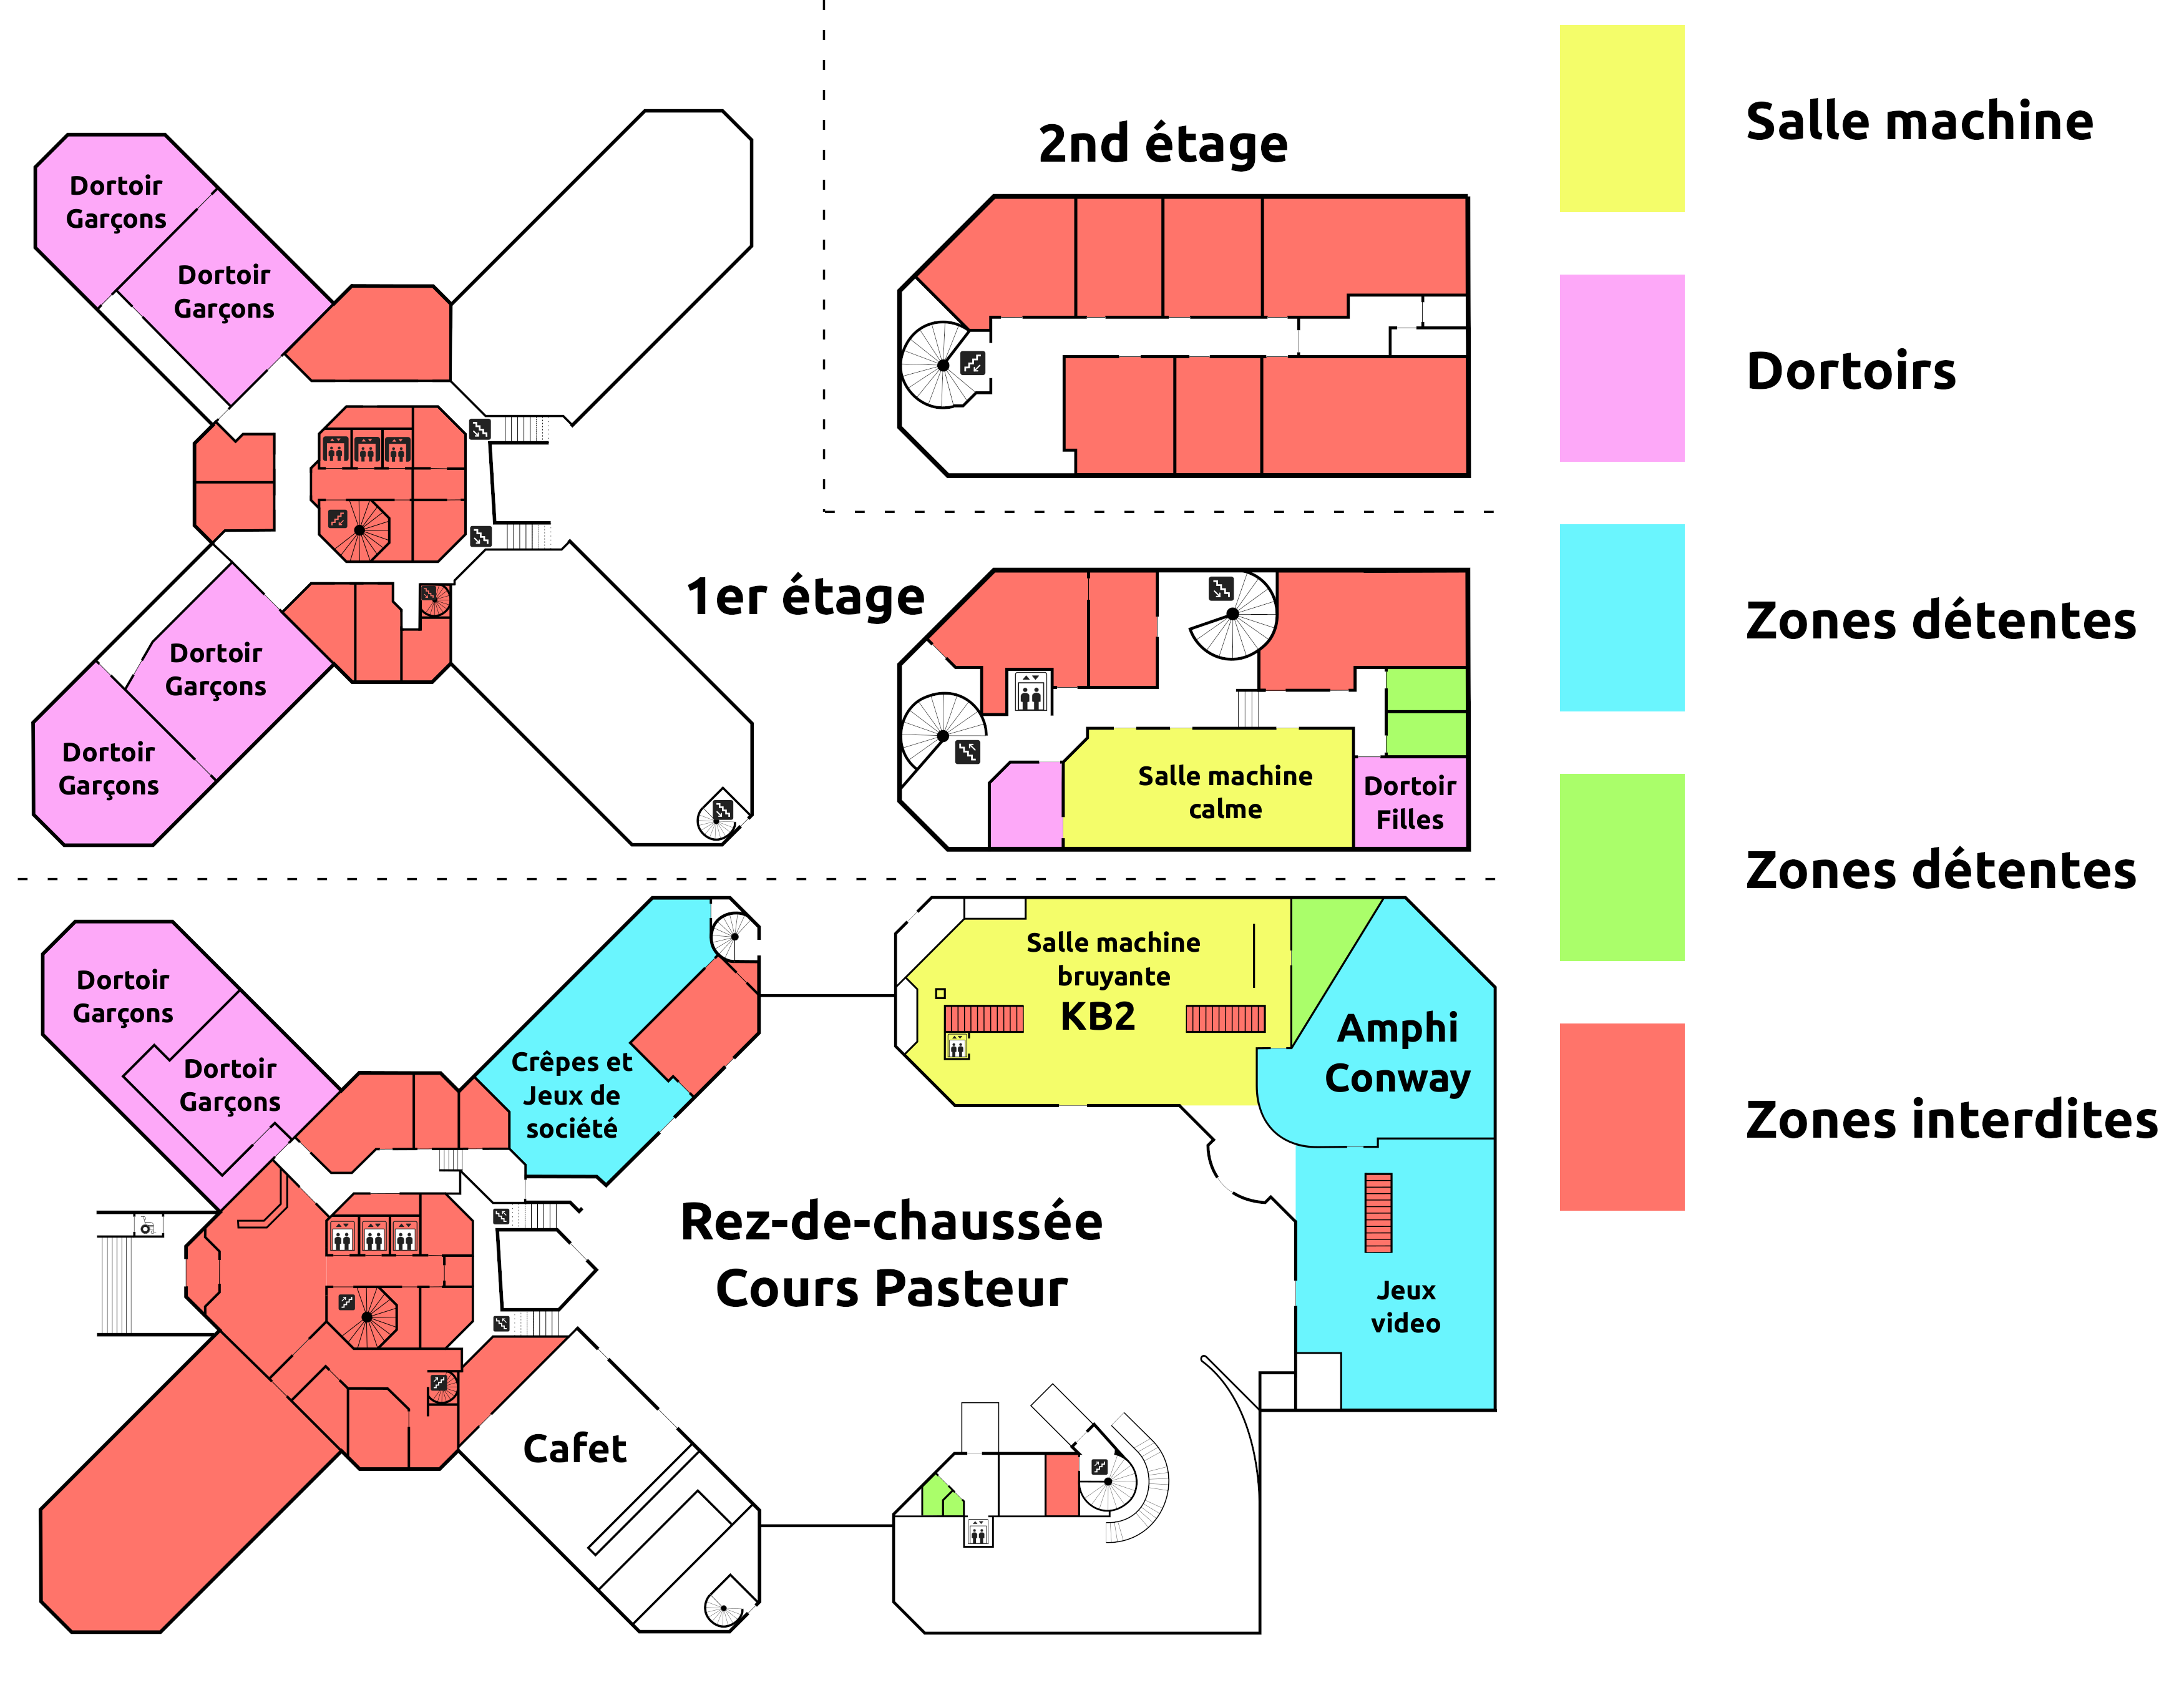 2nd étage
Dortoir
Garçons
Dortoir
Garçons
1er étage
Dortoir
Garçons
Dortoir
Garçons
Salle machine
calme
Dortoir
Filles
Dortoir
Garçons
Dortoir
Garçons
Crêpes et
Jeux de
société
Salle machine
bruyante
KB2
Amphi
Conway
Rez-de-chaussée
Cours Pasteur
Jeux
video
Cafet
Salle machine
Dortoirs
Zones détentes
Zones détentes
Zones interdites